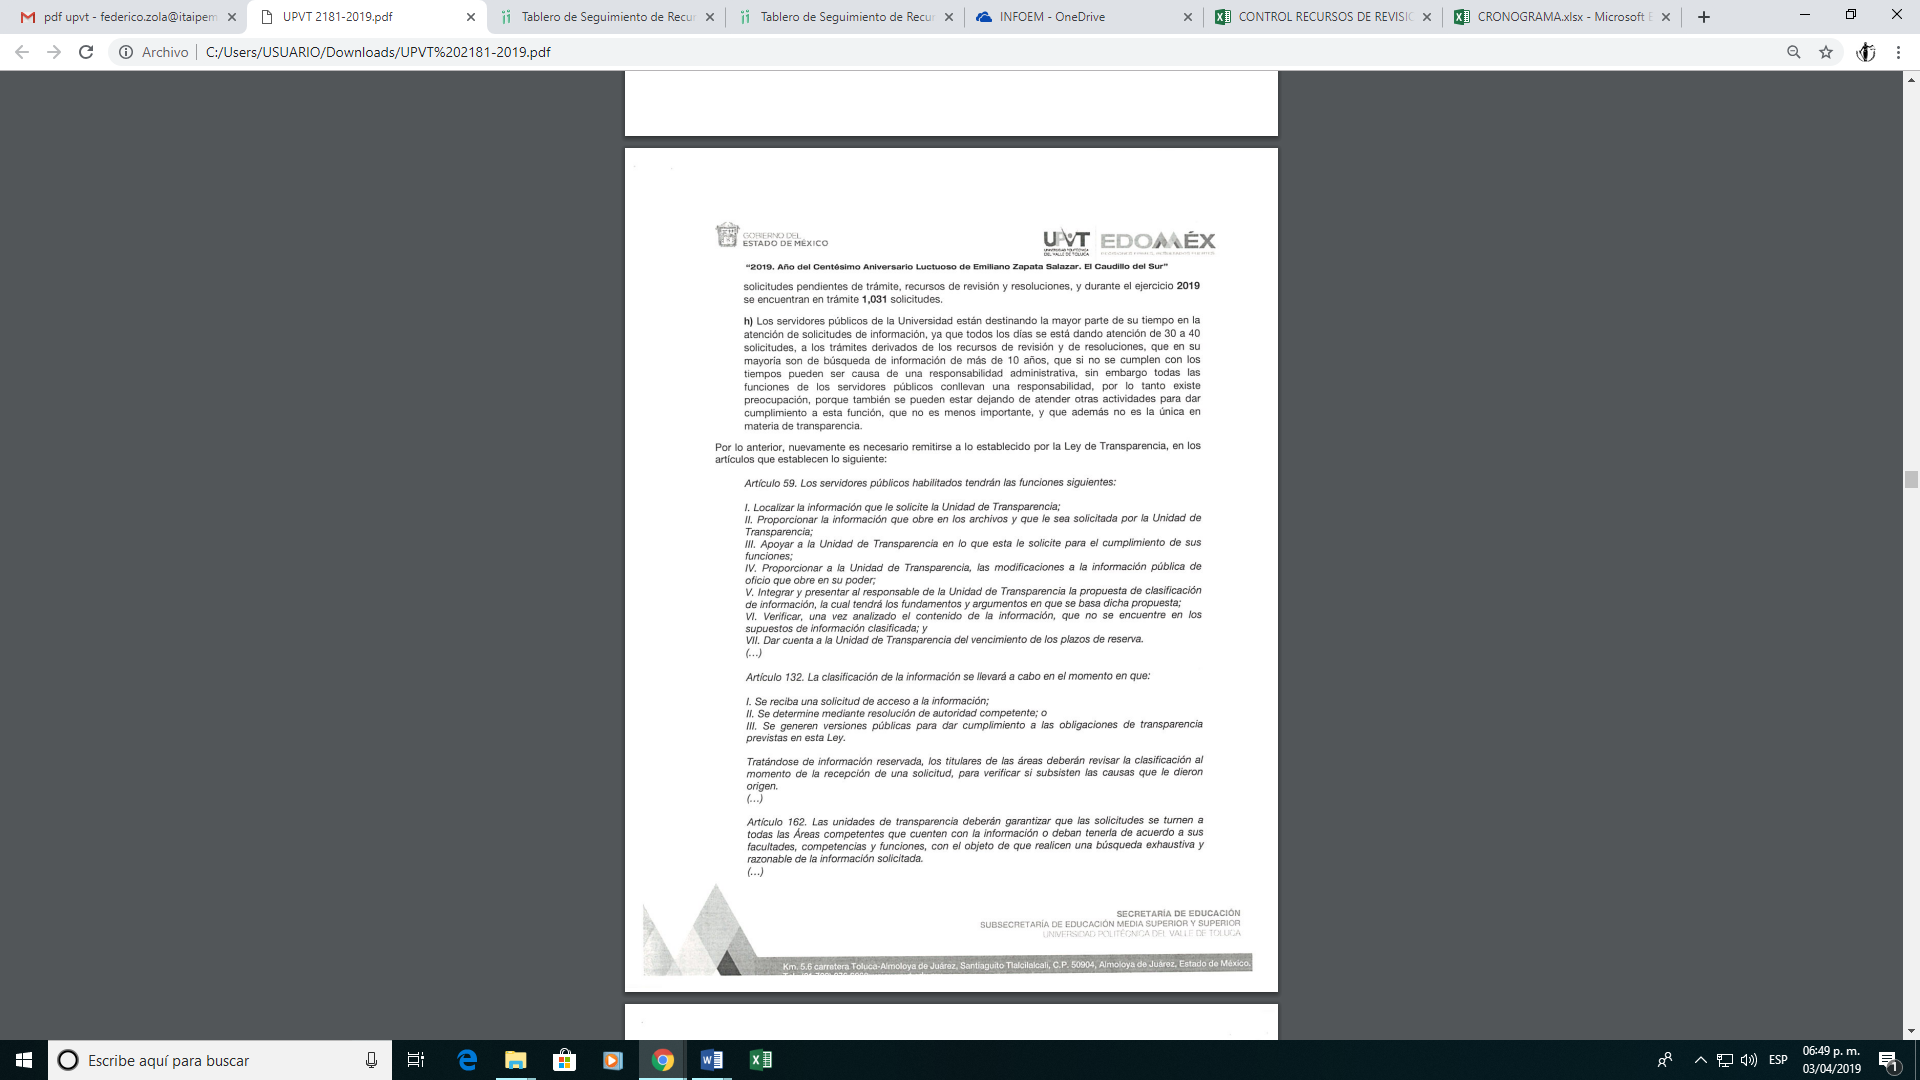 pdf upvt - federico.zola@itaipem
UPVT 2181-2019.pdf
Tablero de Seguimiento de Recur
Tablero de Seguimiento de Recur
INFOEM - OneDrive
CONTROL RECURSOS DE REVISIÓ
CRONOGRAMA.xlsx - Microsoft E
Archivo
C:/Users/USUARIO/Downloads/UPVT%202181-2019.pdf
GOBIERNO DEL
ESTADO DE MÉXICO
UPVT
UNIVERSIDAD POLITÉCNICA
DEL VALLE DE TOLUCA
EDOMÉX
“2019. Año del Centésimo Aniversario Luctuoso de Emiliano Zapata Salazar. El Caudillo del Sur”
solicitudes pendientes de trámite, recursos de revisión y resoluciones, y durante el ejercicio 2019
se encuentran en trámite 1,031 solicitudes.
h) Los servidores públicos de la Universidad están destinando la mayor parte de su tiempo en la
atención de solicitudes de información, ya que todos los días se está dando atención de 30 a 40
solicitudes, a los trámites derivados de los recursos de revisión y de resoluciones, que en su
mayoría son de búsqueda de información de más de 10 años, que si no se cumplen con los
tiempos pueden ser causa de una responsabilidad administrativa, sin embargo todas las
funciones de los servidores públicos conllevan una responsabilidad, por lo tanto existe
preocupación, porque también se pueden estar dejando de atender otras actividades para dar
cumplimiento a esta función, que no es menos importante, y que además no es la única en
materia de transparencia.
Por lo anterior, nuevamente es necesario remitirse a lo establecido por la Ley de Transparencia, en los
artículos que establecen lo siguiente:
Artículo 59. Los servidores públicos habilitados tendrán las funciones siguientes:
I. Localizar la información que le solicite la Unidad de Transparencia;
II. Proporcionar la información que obre en los archivos y que le sea solicitada por la Unidad de
Transparencia;
III. Apoyar a la Unidad de Transparencia en lo que esta le solicite para el cumplimiento de sus
funciones;
IV. Proporcionar a la Unidad de Transparencia, las modificaciones a la información pública de
oficio que obre en su poder;
V. Integrar y presentar al responsable de la Unidad de Transparencia la propuesta de clasificación
de información, la cual tendrá los fundamentos y argumentos en que se basa dicha propuesta;
VI. Verificar, una vez analizado el contenido de la información, que no se encuentre en los
supuestos de información clasificada; y
VII. Dar cuenta a la Unidad de Transparencia del vencimiento de los plazos de reserva.
(...)
Artículo 132. La clasificación de la información se llevará a cabo en el momento en que:
I. Se reciba una solicitud de acceso a la información;
II. Se determine mediante resolución de autoridad competente; o
III. Se generen versiones públicas para dar cumplimiento a las obligaciones de transparencia
previstas en esta Ley.
Tratándose de información reservada, los titulares de las áreas deberán revisar la clasificación al
momento de la recepción de una solicitud, para verificar si subsisten las causas que le dieron
origen.
(...)
Artículo 162. Las unidades de transparencia deberán garantizar que las solicitudes se turnen a
todas las Áreas competentes que cuenten con la información o deban tenerla de acuerdo a sus
facultades, competencias y funciones, con el objeto de que realicen una búsqueda exhaustiva y
razonable de la información solicitada.
(...)
SECRETARÍA DE EDUCACIÓN
SUBSECRETARÍA DE EDUCACIÓN MEDIA SUPERIOR Y SUPERIOR
UNIVERSIDAD POLITÉCNICA DEL VALLE DE TOLUCA
Km. 5.6 carretera Toluca-Almoloya de Juárez, Santiaguito Tlalcilalcali, C.P. 50904, Almoloya de Juárez, Estado de México.
Escribe aquí para buscar
ESP
06:49 p. m.
03/04/2019
1